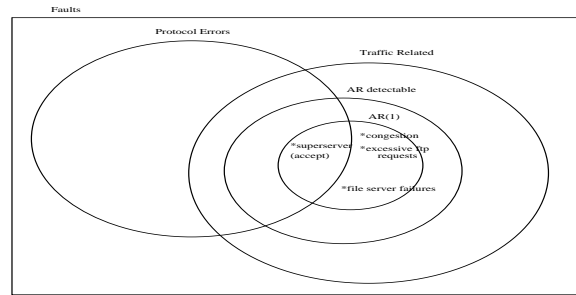 Faults
Protocol Errors
Traffic Related
AR detectable
AR(1)
*congestion
*superserver
(accept)
*excessive ftp
requests
*file server failures